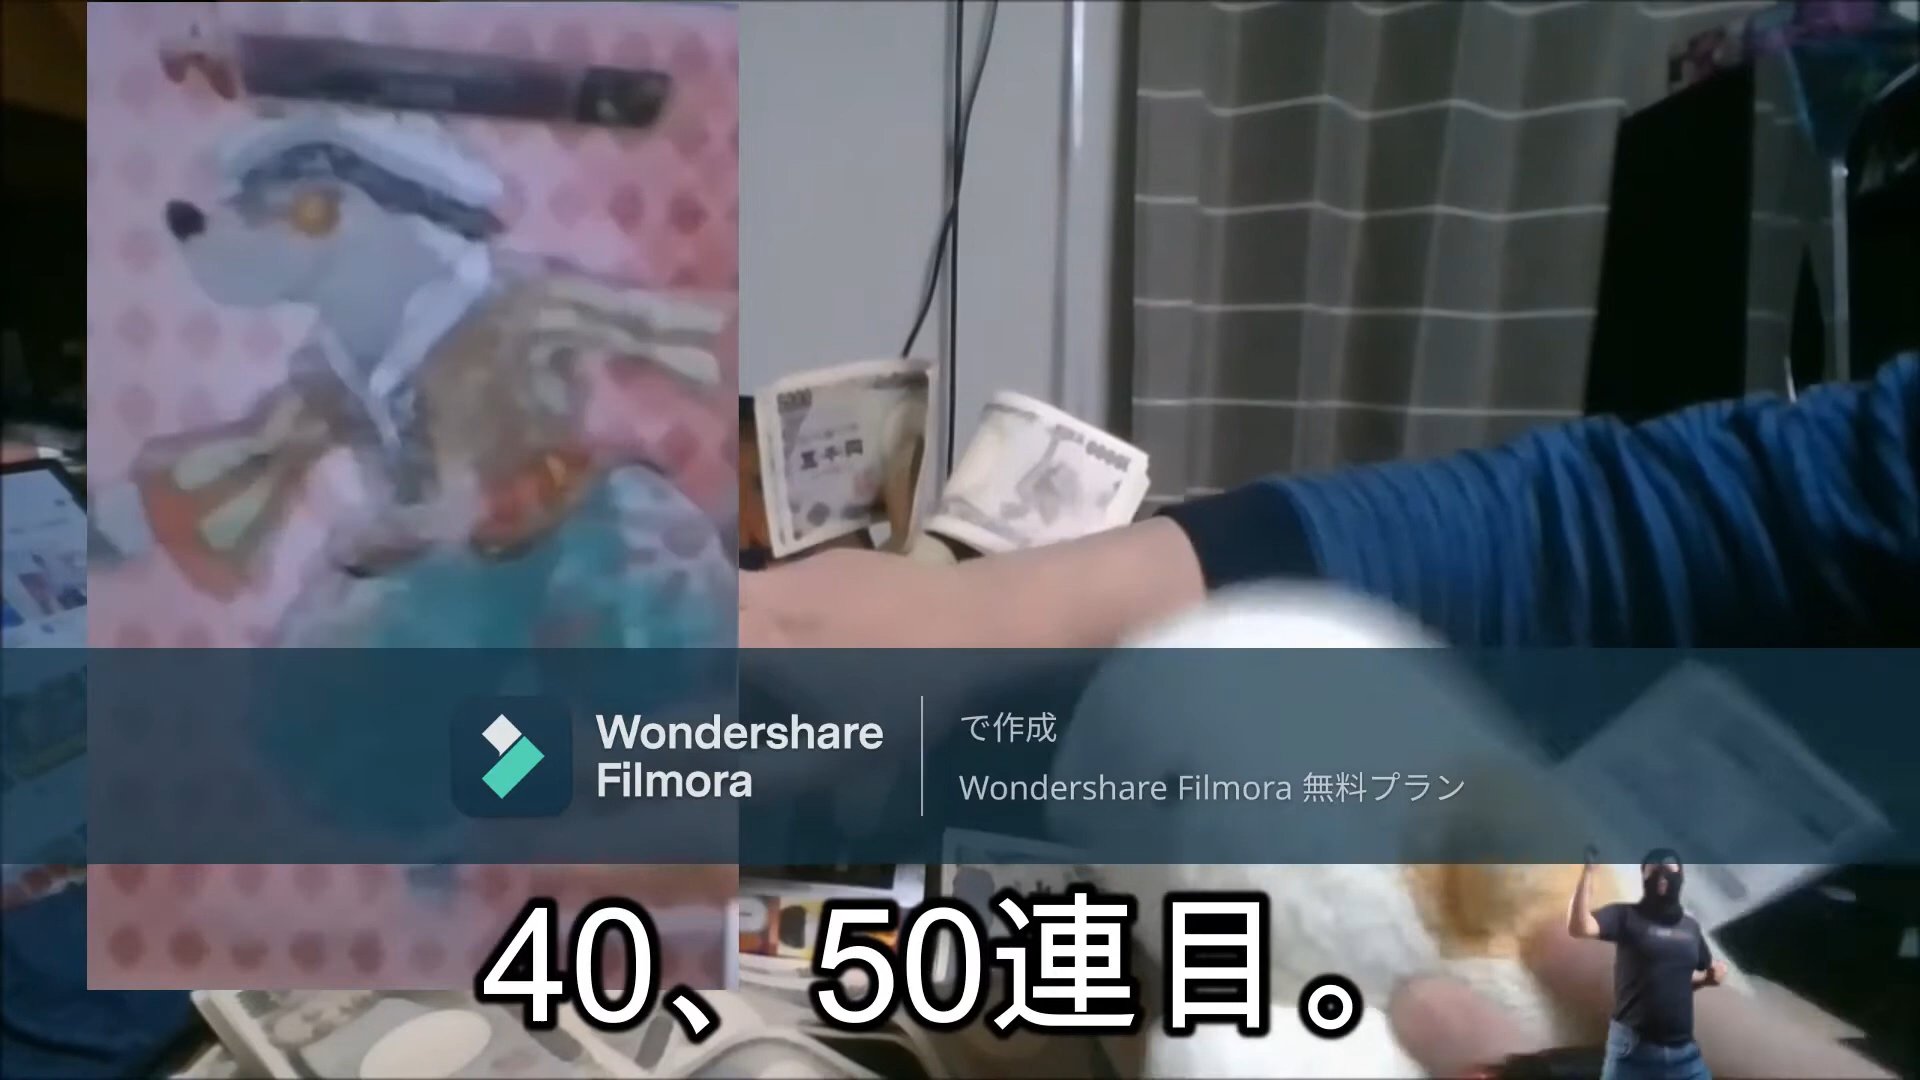 5000
五千円
Wondershare
Filmora
で作成
Wondershare Filmora 無料プラン
40、50連目。